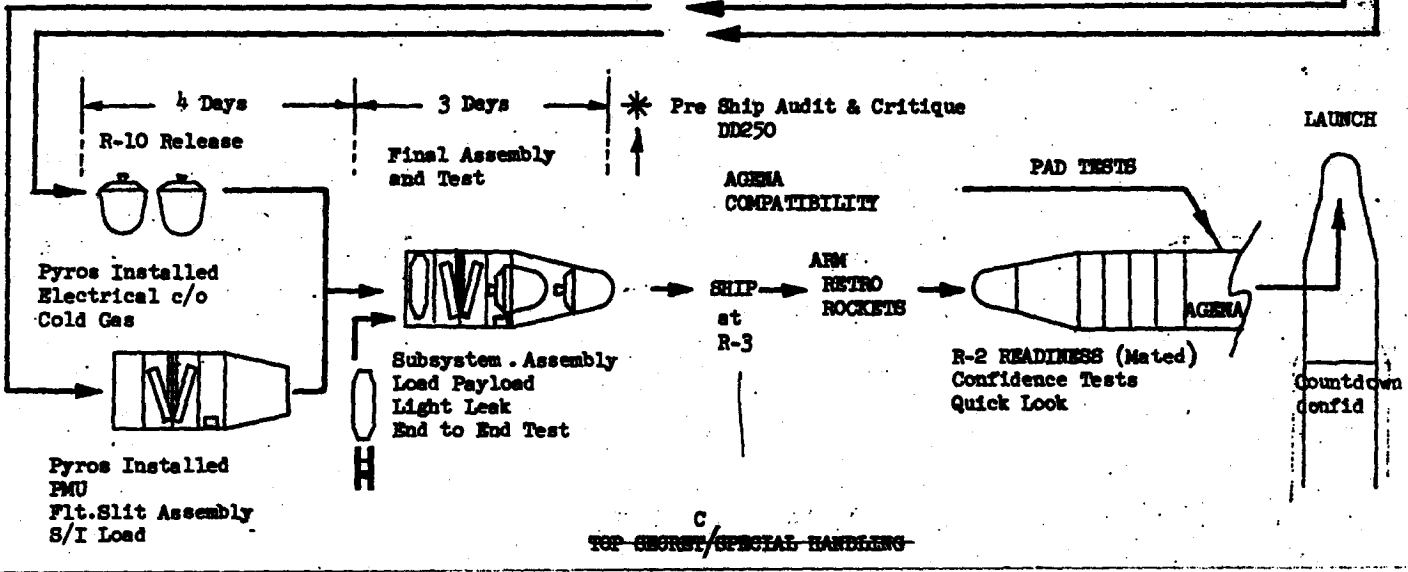 4 Days
3 Days
Pre Ship Audit & Critique
DD250
R-10 Release
Final Assembly
and Test
LAUNCH
AGENA
COMPATIBILITY
PAD TESTS
Pyros Installed
Electrical c/o
Cold Gas
SHIP
at
R-3
ARM
RETRO
ROCKETS
AGENA
Subsystem . Assembly
Load Payload
Light Leak
End to End Test
R-2 READINESS (Mated)
Confidence Tests
Quick Look
Countdown
Confid
Pyros Installed
PMU
Flt.Slit Assembly
S/I Load
C
TOP SECRET/SPECIAL HANDLING